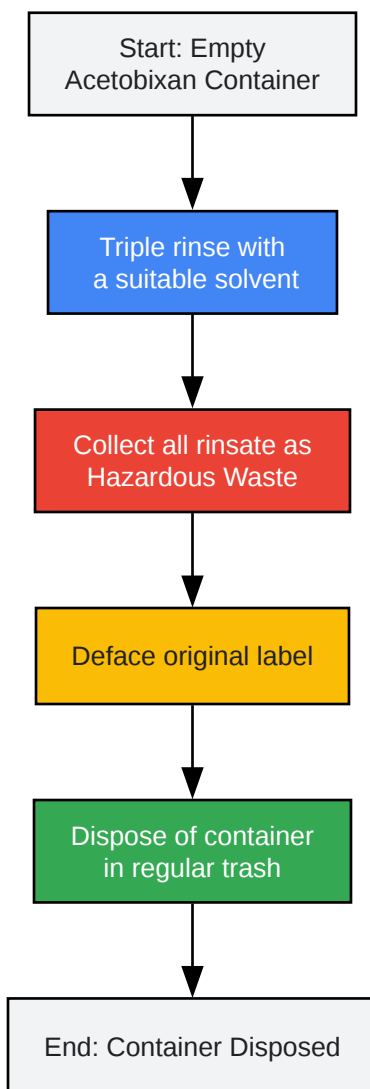 Start: Empty
Acetobixan Container
Triple rinse with
a suitable solvent
Collect all rinsate as
Hazardous Waste
Deface original label
Dispose of container
in regular trash
End: Container Disposed